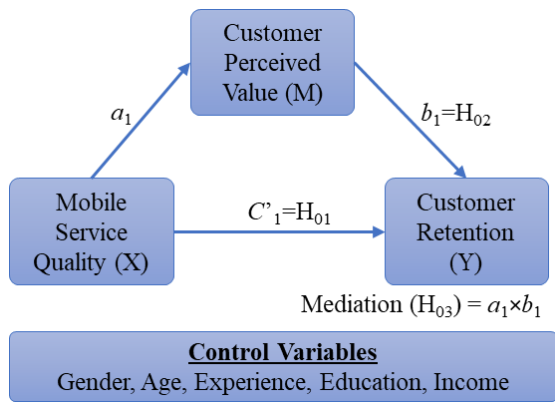 Customer
Perceived
Value (M)
a₁
b₁=H₀₂
Mobile
Service
Quality (X)
C’₁=H₀₁
Customer
Retention
(Y)
Mediation (H₀₃) = a₁×b₁
Control Variables
Gender, Age, Experience, Education, Income